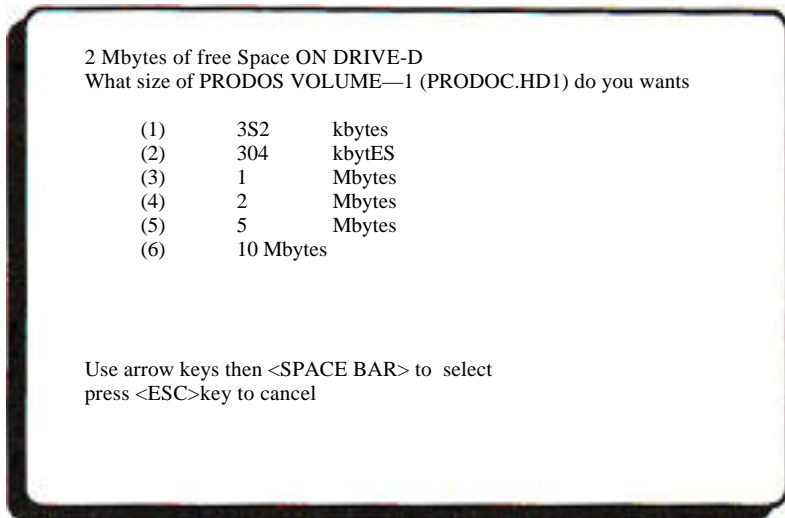 2 Mbytes of free Space ON DRIVE-D
What size of PRODOS VOLUME—1 (PRODOC.HD1) do you wants
(1) 3S2 kbytes
(2) 304 kbytES
(3) 1 Mbytes
(4) 2 Mbytes
(5) 5 Mbytes
(6) 10 Mbytes
Use arrow keys then <SPACE BAR> to select
press <ESC>key to cancel